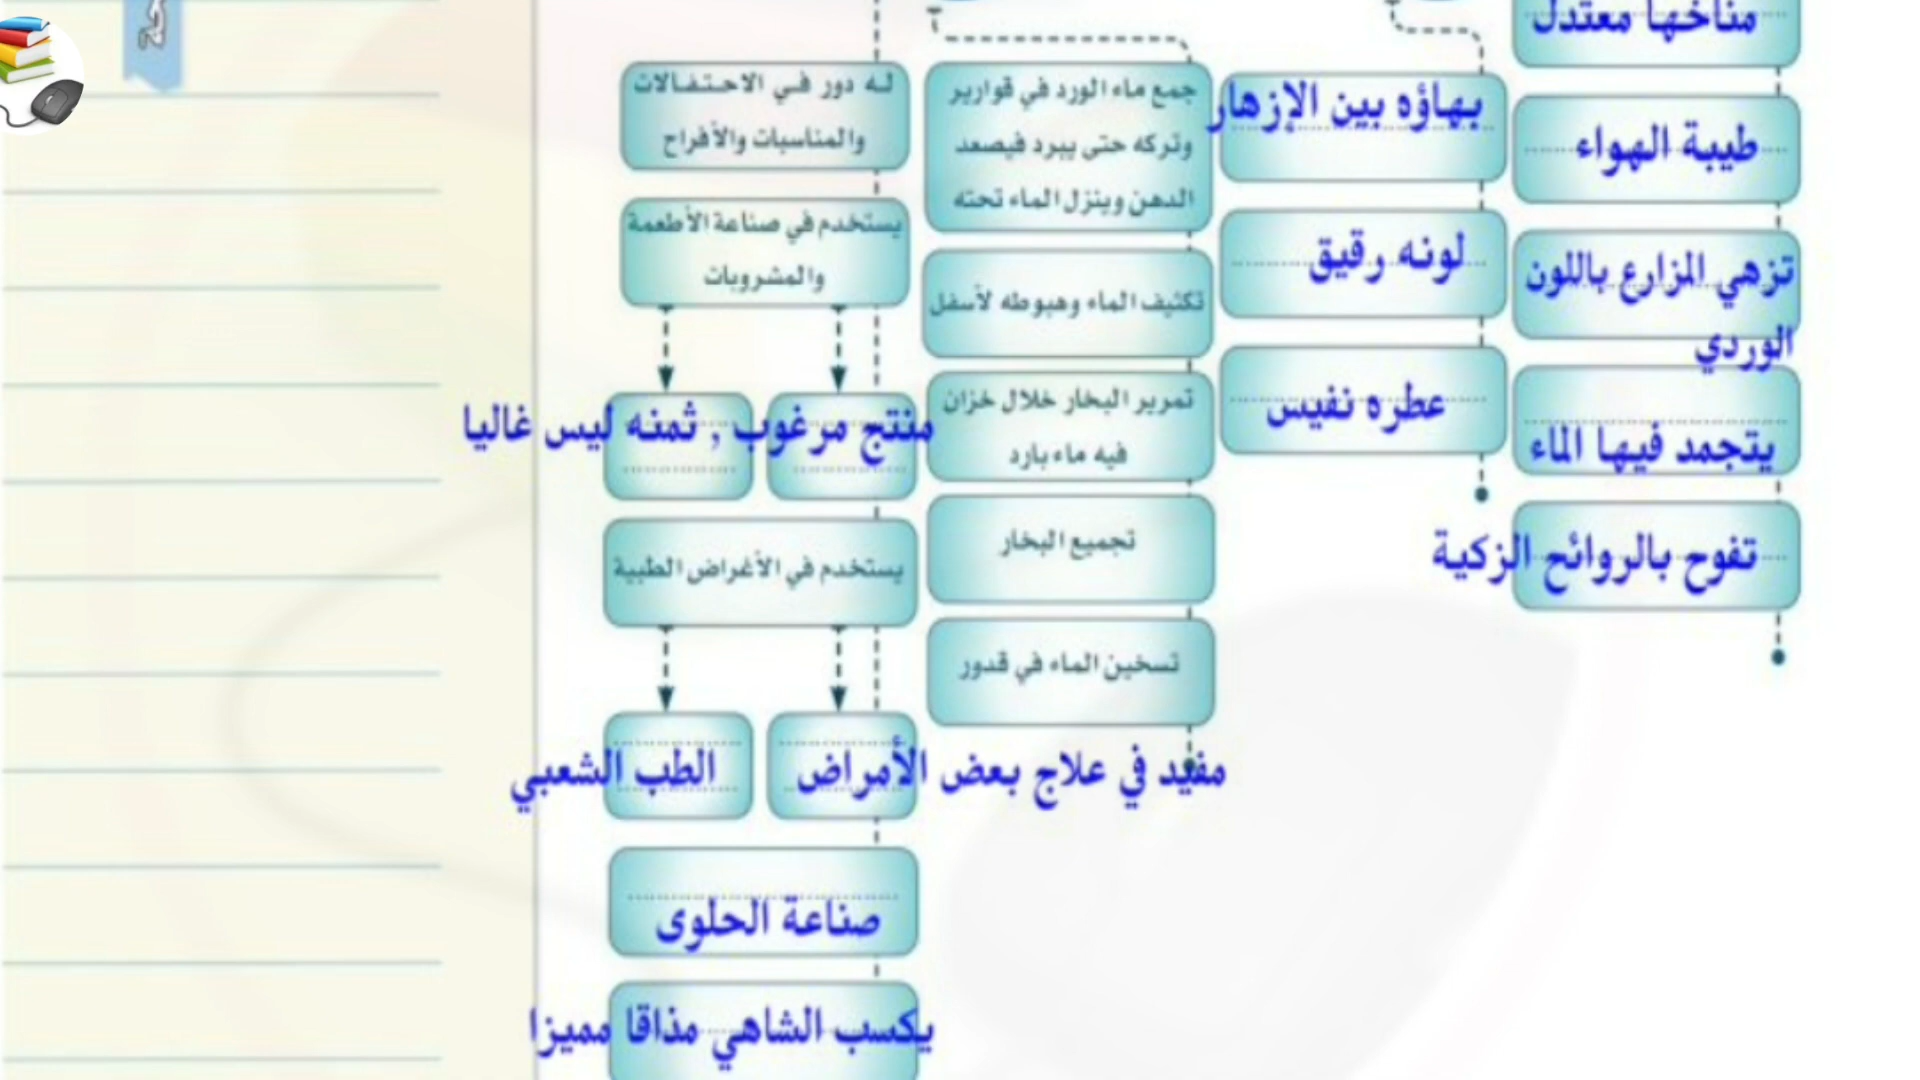 مناخها معتدل
طيبة الهواء
تزهي المزارع باللون
الوردي
يتجمد فيها الماء
تفوح بالروائح الزكية
بهاؤه بين الإزهار
لونه رقيق
عطره نفيس
جمع ماء الورد في قوارير
وتركه حتى يبرد فيصعد
الدهن وينزل الماء تحته
تكثيف الماء وهبوطه لأسفل
تمرير البخار خلال خزان
فيه ماء بارد
تجميع البخار
تسخين الماء في قدور
له دور في الاحتفالات
والمناسبات والأفراح
يستخدم في صناعة الأطعمة
والمشروبات
منتج مرغوب , ثمنه ليس غاليا
يستخدم في الأغراض الطبية
مفيد في علاج بعض الأمراض
الطب الشعبي
صناعة الحلوى
يكسب الشاهي مذاقا مميزا